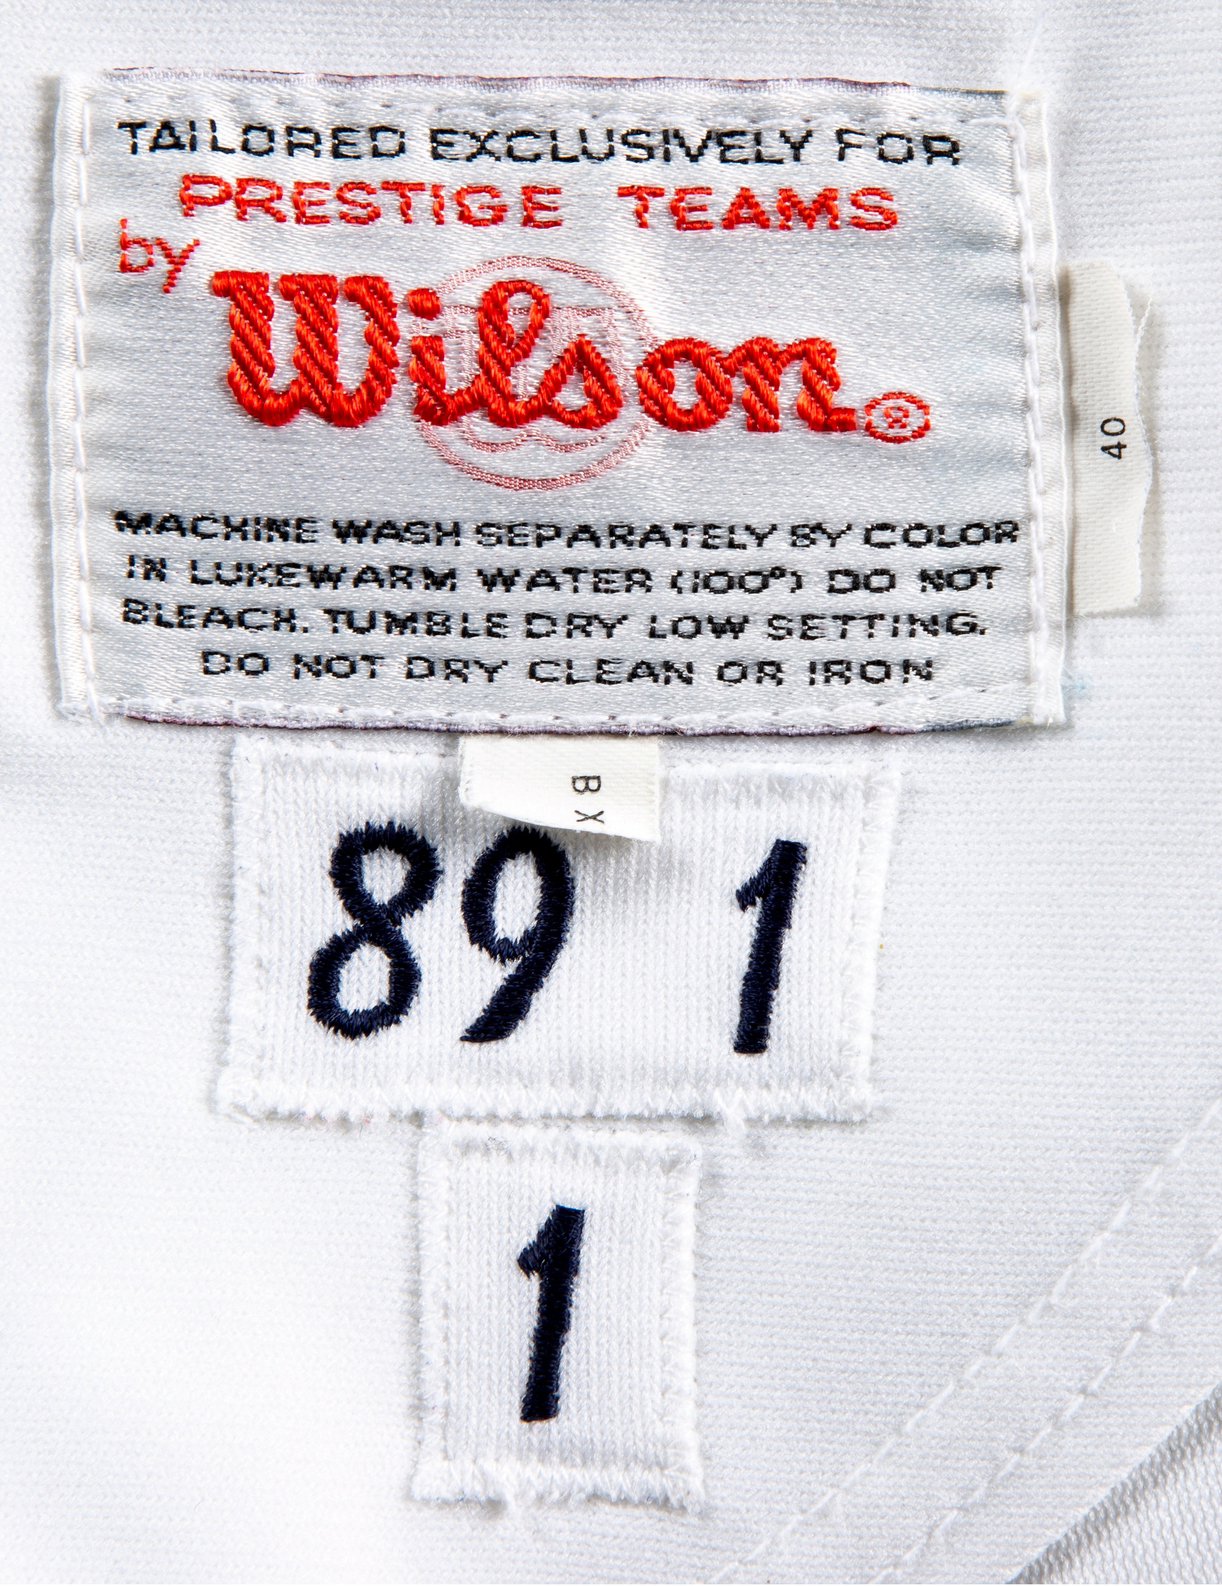 TAILORED EXCLUSIVELY FOR
PRESTIGE TEAMS
by
Wilson®
40
MACHINE WASH SEPARATELY BY COLOR
IN LUKEWARM WATER (100°) DO NOT
BLEACH. TUMBLE DRY LOW SETTING.
DO NOT DRY CLEAN OR IRON
BX
89 1
1